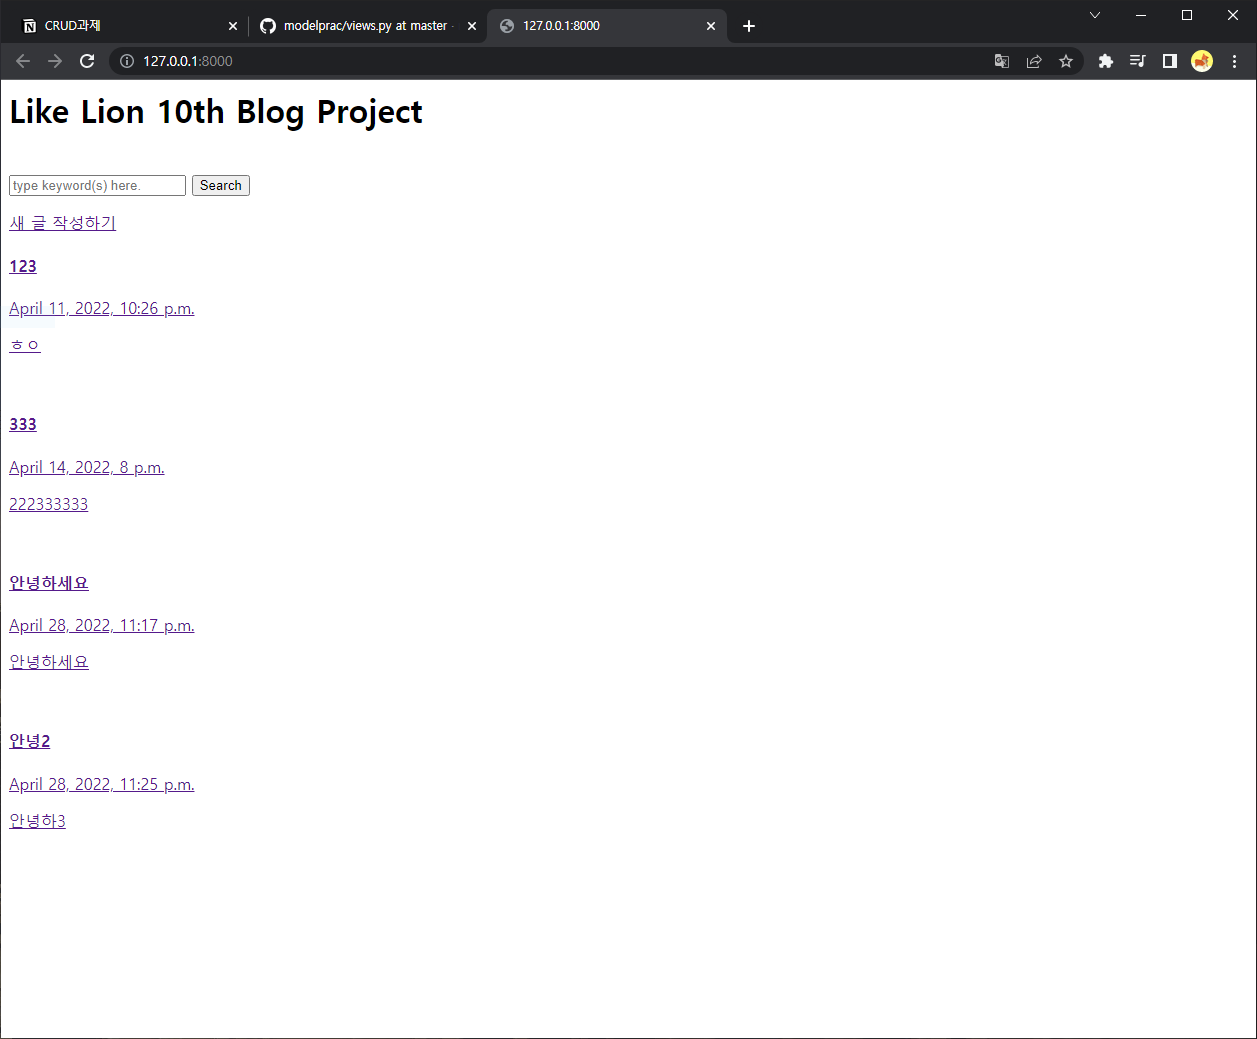 CRUD과제
modelprac/views.py at master
127.0.0.1:8000
127.0.0.1:8000
Like Lion 10th Blog Project
type keyword(s) here. Search
새 글 작성하기
123
April 11, 2022, 10:26 p.m.
ㅎㅇ
333
April 14, 2022, 8 p.m.
222333333
안녕하세요
April 28, 2022, 11:17 p.m.
안녕하세요
안녕2
April 28, 2022, 11:25 p.m.
안녕하3